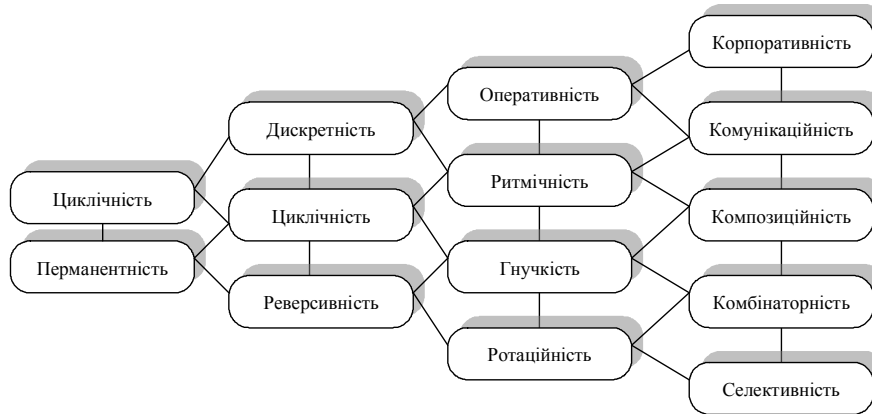 Циклічність
Перманентність
Дискретність
Циклічність
Реверсивність
Оперативність
Ритмічність
Гнучкість
Ротаційність
Корпоративність
Комунікаційність
Композиційність
Комбінаторність
Селективність